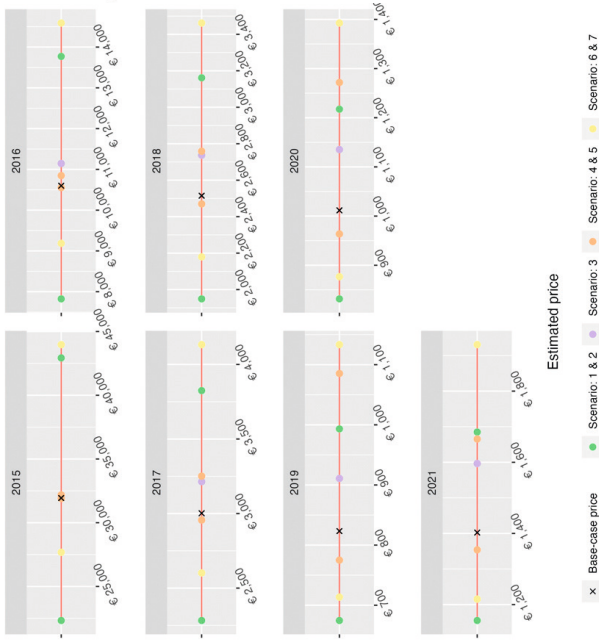 2015
2016
€ 25,000 € 30,000 € 35,000 € 40,000 € 45,000
€ 8,000 € 9,000 € 10,000 € 11,000 € 12,000 € 13,000 € 14,000
2017
2018
€ 2,500 € 3,000 € 3,500 € 4,000
€ 2,000 € 2,200 € 2,400 € 2,600 € 2,800 € 3,000 € 3,200 € 3,400
2019
2020
€ 700 € 800 € 900 € 1,000 € 1,100
€ 900 € 1,000 € 1,100 € 1,200 € 1,300 € 1,400
2021
€ 1,200 € 1,400 € 1,600 € 1,800
Estimated price
× Base-case price Scenario: 1 & 2 Scenario: 3 Scenario: 4 & 5 Scenario: 6 & 7